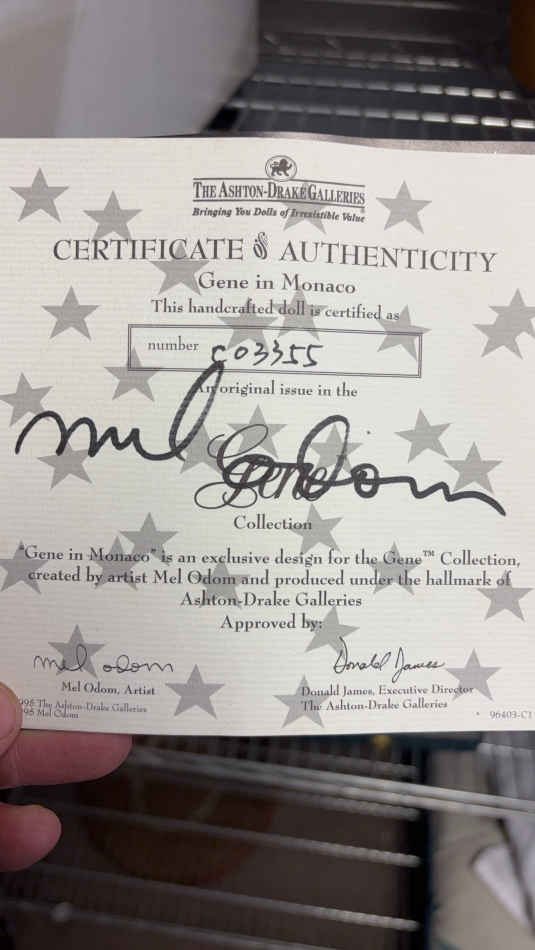 THE ASHTON-DRAKE GALLERIES
Bringing You Dolls of Irresistible Value
CERTIFICATE of AUTHENTICITY
Gene in Monaco
This handcrafted doll is certified as
number C03355
An original issue in the
mel odom
Gene
Collection
"Gene in Monaco" is an exclusive design for the Gene™ Collection,
created by artist Mel Odom and produced under the hallmark of
Ashton-Drake Galleries
Approved by:
mel odom
Donald James
Mel Odom, Artist
Donald James, Executive Director
The Ashton-Drake Galleries
The Ashton-Drake Galleries
Mel Odom
96403-C1